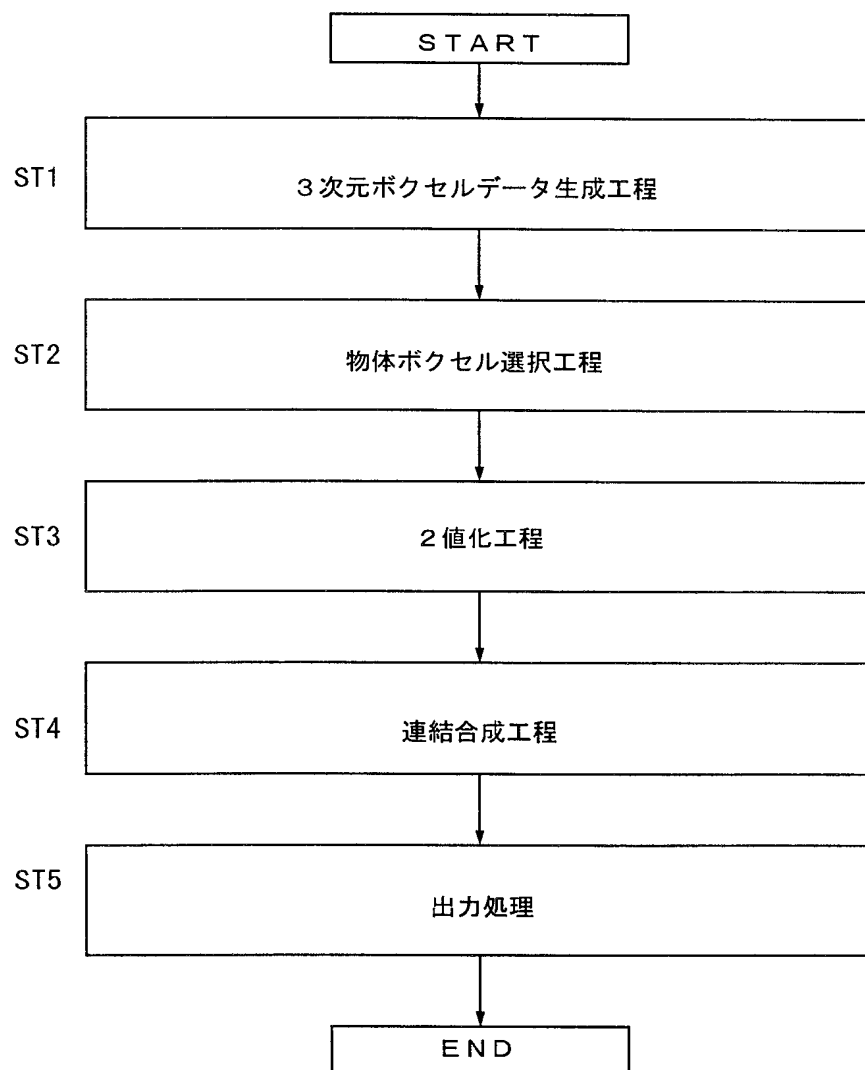 START
ST1
3次元ボクセルデータ生成工程
ST2
物体ボクセル選択工程
ST3
2値化工程
ST4
連結合成工程
ST5
出力処理
END